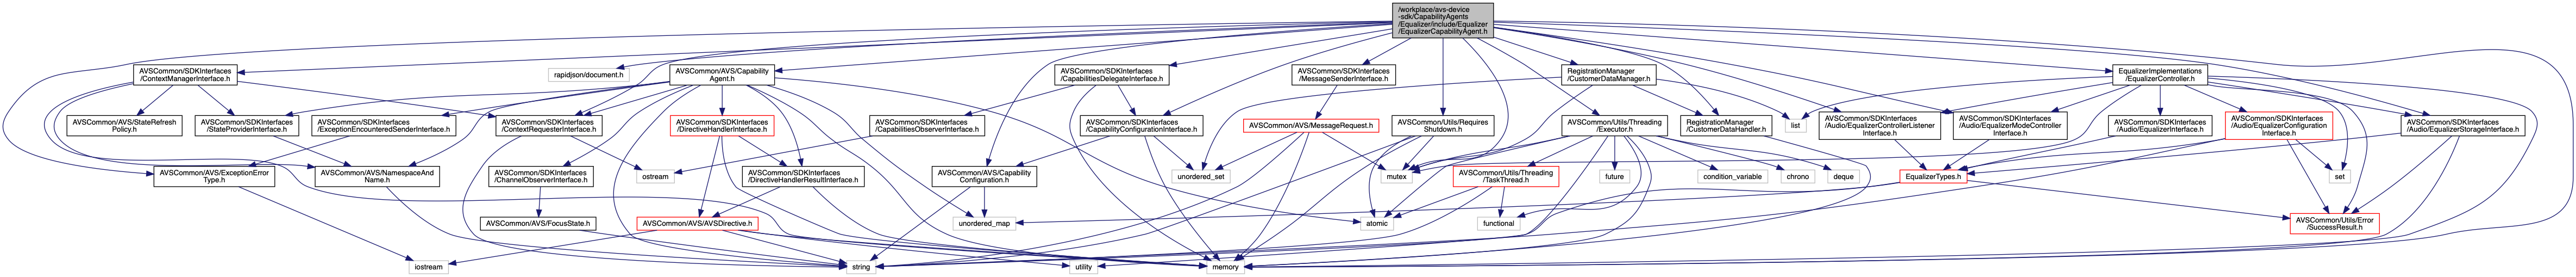 /workplace/avs-device
-sdk/CapabilityAgents
/Equalizer/include/Equalizer
/EqualizerCapabilityAgent.h
AVSCommon/SDKInterfaces
/ContextManagerInterface.h
rapidjson/document.h
AVSCommon/AVS/Capability
Agent.h
AVSCommon/SDKInterfaces
/CapabilitiesDelegateInterface.h
AVSCommon/SDKInterfaces
/MessageSenderInterface.h
RegistrationManager
/CustomerDataManager.h
EqualizerImplementations
/EqualizerController.h
AVSCommon/AVS/StateRefresh
Policy.h
AVSCommon/SDKInterfaces
/StateProviderInterface.h
AVSCommon/SDKInterfaces
/ExceptionEncounteredSenderInterface.h
AVSCommon/SDKInterfaces
/ContextRequesterInterface.h
AVSCommon/SDKInterfaces
/DirectiveHandlerInterface.h
AVSCommon/SDKInterfaces
/CapabilitiesObserverInterface.h
AVSCommon/SDKInterfaces
/CapabilityConfigurationInterface.h
AVSCommon/AVS/MessageRequest.h
AVSCommon/Utils/Requires
Shutdown.h
AVSCommon/Utils/Threading
/Executor.h
RegistrationManager
/CustomerDataHandler.h
list
AVSCommon/SDKInterfaces
/Audio/EqualizerControllerListener
Interface.h
AVSCommon/SDKInterfaces
/Audio/EqualizerModeController
Interface.h
AVSCommon/SDKInterfaces
/Audio/EqualizerInterface.h
AVSCommon/SDKInterfaces
/Audio/EqualizerConfiguration
Interface.h
AVSCommon/SDKInterfaces
/Audio/EqualizerStorageInterface.h
AVSCommon/AVS/ExceptionError
Type.h
AVSCommon/AVS/NamespaceAnd
Name.h
AVSCommon/SDKInterfaces
/ChannelObserverInterface.h
ostream
AVSCommon/SDKInterfaces
/DirectiveHandlerResultInterface.h
AVSCommon/AVS/Capability
Configuration.h
unordered_set
mutex
AVSCommon/Utils/Threading
/TaskThread.h
future
condition_variable
chrono
deque
EqualizerTypes.h
set
AVSCommon/AVS/FocusState.h
AVSCommon/AVS/AVSDirective.h
unordered_map
atomic
functional
AVSCommon/Utils/Error
/SuccessResult.h
iostream
string
utility
memory